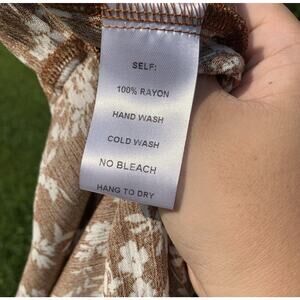 SELF:
100% RAYON
HAND WASH
COLD WASH
NO BLEACH
HANG TO DRY